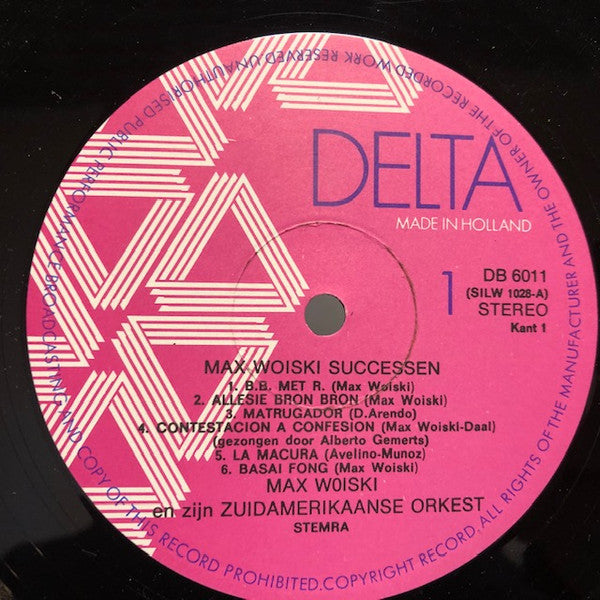 DELTA
MADE IN HOLLAND
1
DB 6011
(SILW 1028-A)
STEREO
Kant 1
MAX WOISKI SUCCESSEN
1. B.B. MET R. (Max Woiski)
2. ALLESIE BRON BRON (Max Woiski)
3. MATRUGADOR (D.Arendo)
4. CONTESTACION A CONFESION (Max Woiski-Daal)
(gezongen door Alberto Gemerts)
5. LA MACURA (Avelino-Munoz)
6. BASAI FONG (Max Woiski)
MAX WOISKI
en zijn ZUIDAMERIKAANSE ORKEST
STEMRA
ALL RIGHTS OF THE MANUFACTURER AND THE OWNER OF THE RECORDED WORK RESERVED.UNAUTHORISED PUBLIC PERFORMANCE BROADCASTING AND COPY OF THIS RECORD PROHIBITED.COPYRIGHT RECORD.